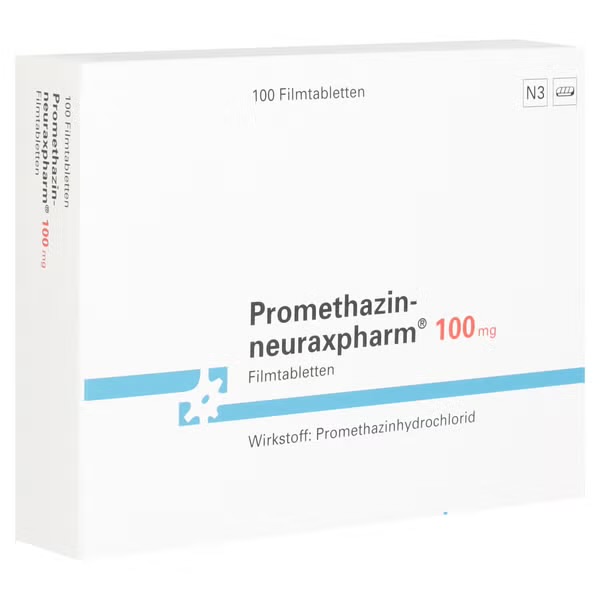 100 Filmtabletten
N3
Promethazin-
neuraxpharm® 100 mg
Filmtabletten
Wirkstoff: Promethazinhydrochlorid
100 Filmtabletten
Promethazin-
neuraxpharm® 100 mg
Filmtabletten